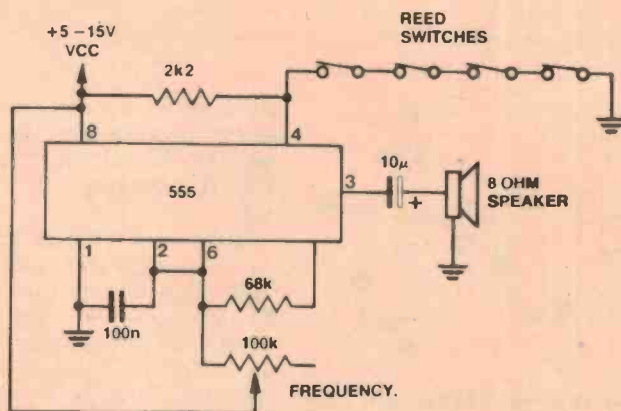 +5 –15V
VCC
REED
SWITCHES
2k2
8
4
555
3
10µ
+
8 OHM
SPEAKER
1
2
6
68k
100n
100k
FREQUENCY.